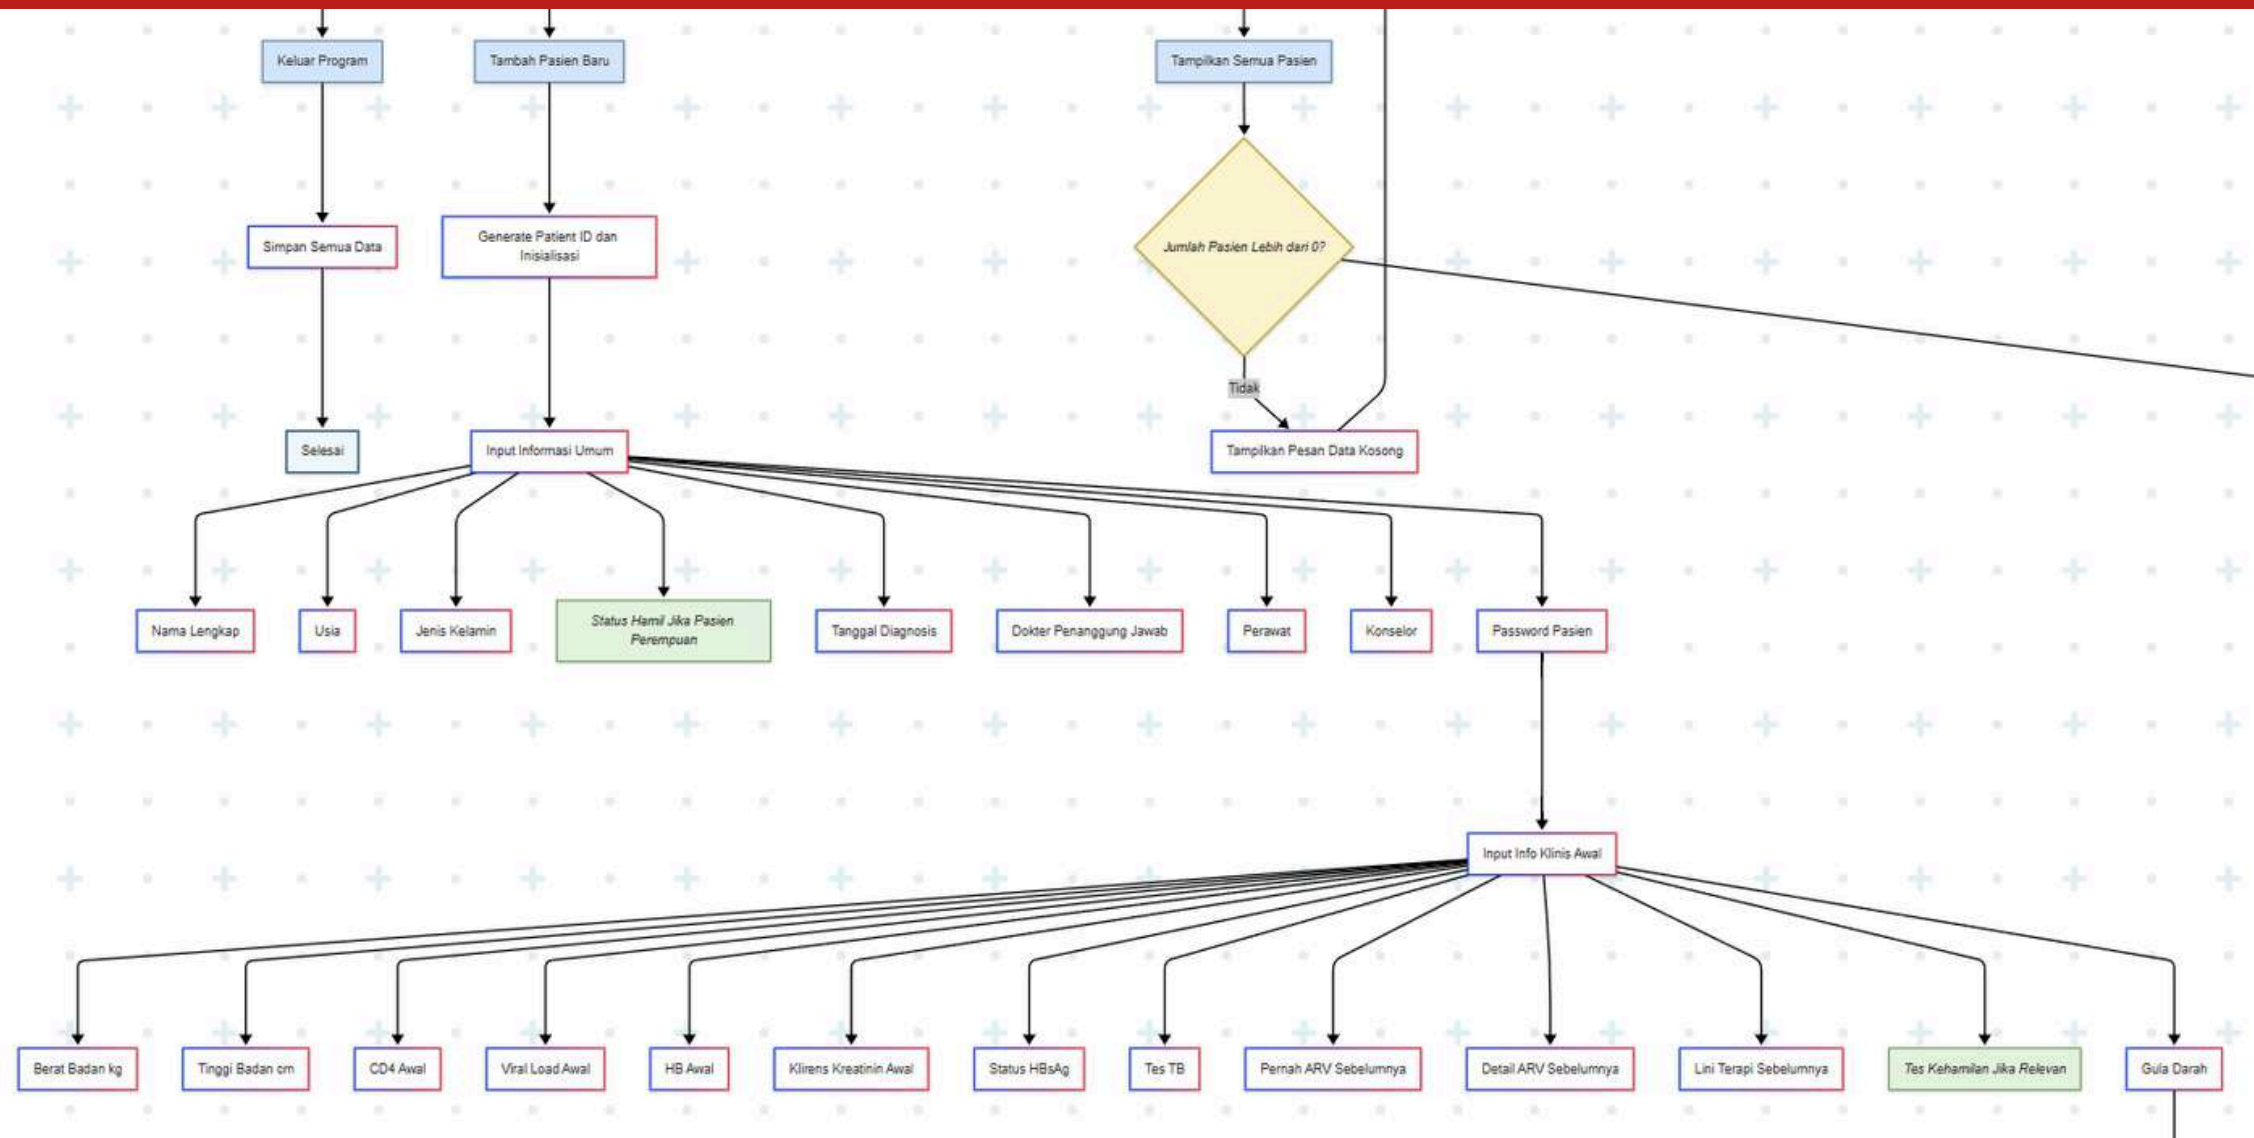 Keluar Program
Tambah Pasien Baru
Tampilkan Semua Pasien
Simpan Semua Data
Generate Patient ID dan
Inisialisasi
Jumlah Pasien Lebih dari 0?
Tidak
Selesai
Input Informasi Umum
Tampilkan Pesan Data Kosong
Nama Lengkap
Usia
Jenis Kelamin
Status Hamil Jika Pasien
Perempuan
Tanggal Diagnosis
Dokter Penanggung Jawab
Perawat
Konselor
Password Pasien
Input Info Klinis Awal
Berat Badan kg
Tinggi Badan cm
CD4 Awal
Viral Load Awal
HB Awal
Klirens Kreatinin Awal
Status HBsAg
Tes TB
Pernah ARV Sebelumnya
Detail ARV Sebelumnya
Lini Terapi Sebelumnya
Tes Kehamilan Jika Relevan
Gula Darah